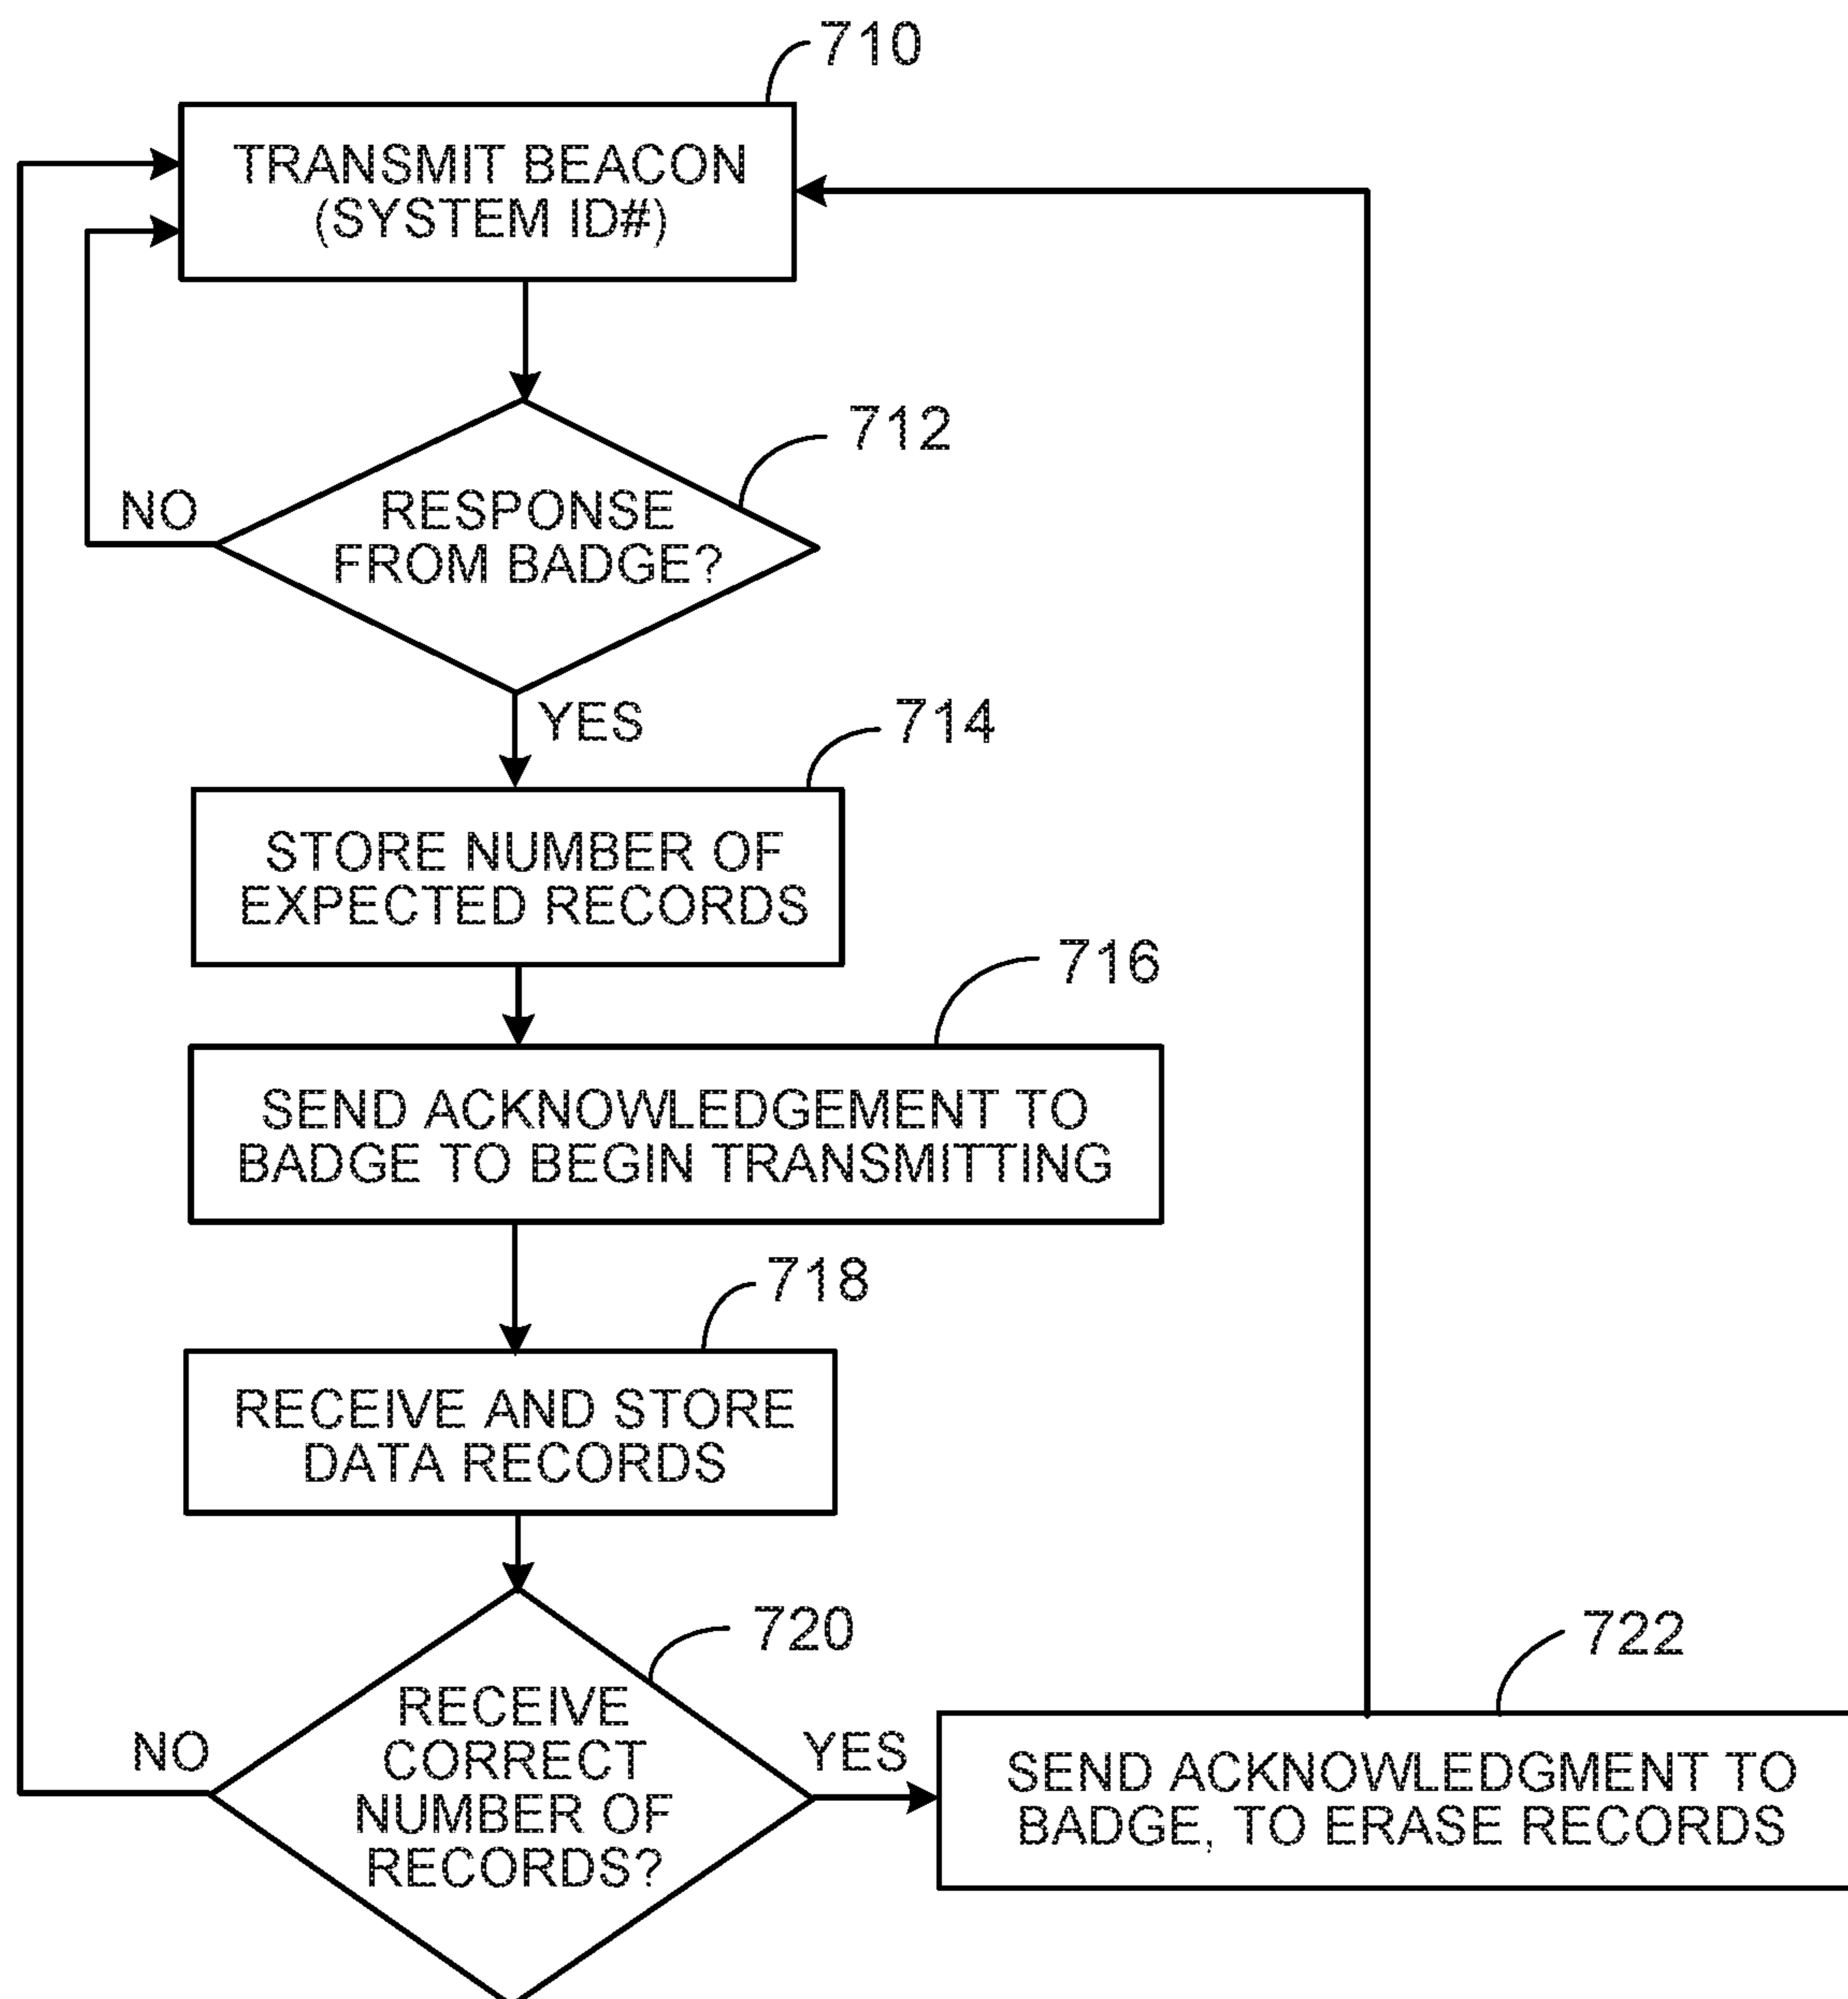 710
TRANSMIT BEACON
(SYSTEM ID#)
712
NO
RESPONSE
FROM BADGE?
YES
714
STORE NUMBER OF
EXPECTED RECORDS
716
SEND ACKNOWLEDGEMENT TO
BADGE TO BEGIN TRANSMITTING
718
RECEIVE AND STORE
DATA RECORDS
720
722
RECEIVE
CORRECT
NUMBER OF
RECORDS?
NO
YES
SEND ACKNOWLEDGMENT TO
BADGE, TO ERASE RECORDS